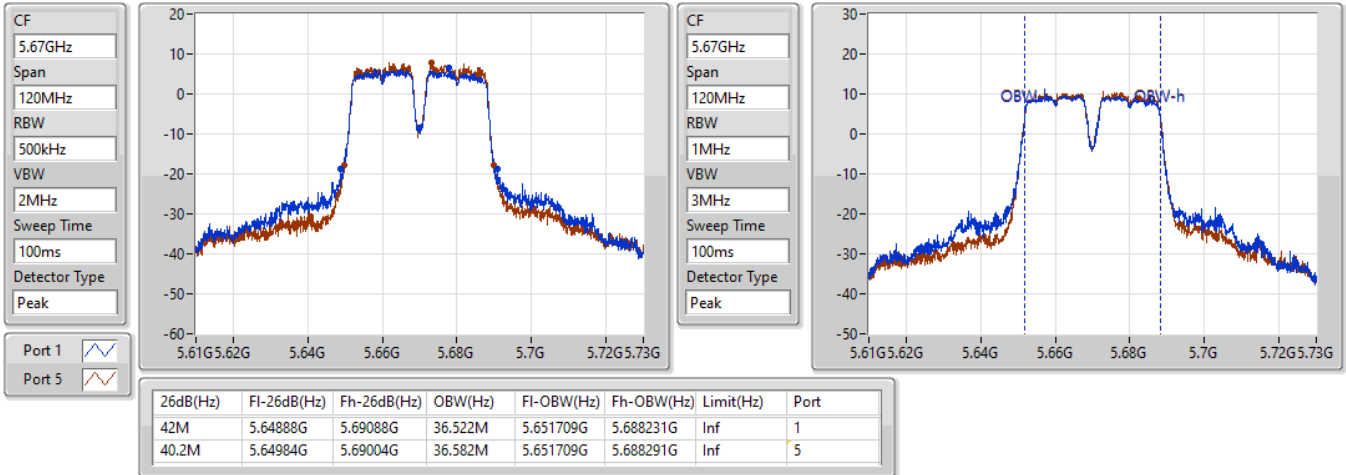 CF
5.67GHz
Span
120MHz
RBW
500kHz
VBW
2MHz
Sweep Time
100ms
Detector Type
Peak
20
10
0
-10
-20
-30
-40
-50
-60
5.61G 5.62G 5.64G 5.66G 5.68G 5.7G 5.72G 5.73G
Port 1
Port 5
CF
5.67GHz
Span
120MHz
RBW
1MHz
VBW
3MHz
Sweep Time
100ms
Detector Type
Peak
30
20
10
0
-10
-20
-30
-40
-50
OBW-l OBW-h
5.61G 5.62G 5.64G 5.66G 5.68G 5.7G 5.72G 5.73G
26dB(Hz) Fl-26dB(Hz) Fh-26dB(Hz) OBW(Hz) Fl-OBW(Hz) Fh-OBW(Hz) Limit(Hz) Port
42M 5.64888G 5.69088G 36.522M 5.651709G 5.688231G Inf 1
40.2M 5.64984G 5.69004G 36.582M 5.651709G 5.688291G Inf 5